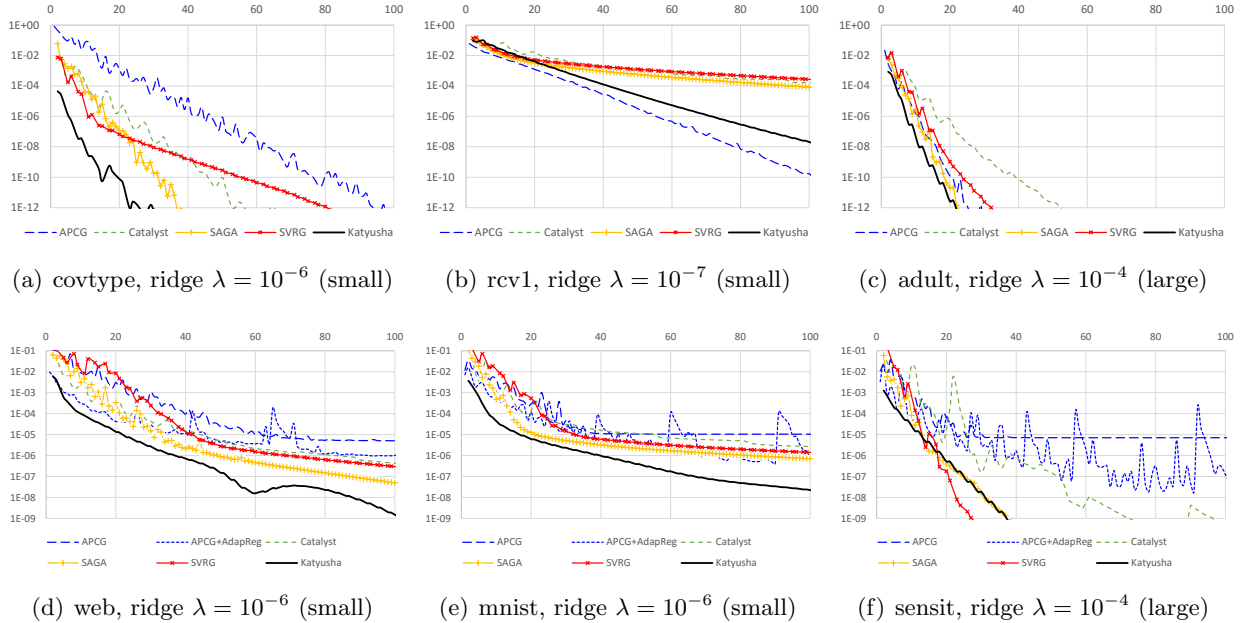 0 20 40 60 80 100
1E+00
1E-02
1E-04
1E-06
1E-08
1E-10
1E-12
APCG Catalyst SAGA SVRG Katyusha
(a) covtype, ridge λ = 10⁻⁶ (small)
0 20 40 60 80 100
1E+00
1E-02
1E-04
1E-06
1E-08
1E-10
1E-12
APCG Catalyst SAGA SVRG Katyusha
(b) rcv1, ridge λ = 10⁻⁷ (small)
0 20 40 60 80 100
1E+00
1E-02
1E-04
1E-06
1E-08
1E-10
1E-12
APCG Catalyst SAGA SVRG Katyusha
(c) adult, ridge λ = 10⁻⁴ (large)
0 20 40 60 80 100
1E-01
1E-02
1E-03
1E-04
1E-05
1E-06
1E-07
1E-08
1E-09
APCG APCG+AdapReg Catalyst
SAGA SVRG Katyusha
(d) web, ridge λ = 10⁻⁶ (small)
0 20 40 60 80 100
1E-01
1E-02
1E-03
1E-04
1E-05
1E-06
1E-07
1E-08
1E-09
APCG APCG+AdapReg Catalyst
SAGA SVRG Katyusha
(e) mnist, ridge λ = 10⁻⁶ (small)
0 20 40 60 80 100
1E-01
1E-02
1E-03
1E-04
1E-05
1E-06
1E-07
1E-08
1E-09
APCG APCG+AdapReg Catalyst
SAGA SVRG Katyusha
(f) sensit, ridge λ = 10⁻⁴ (large)